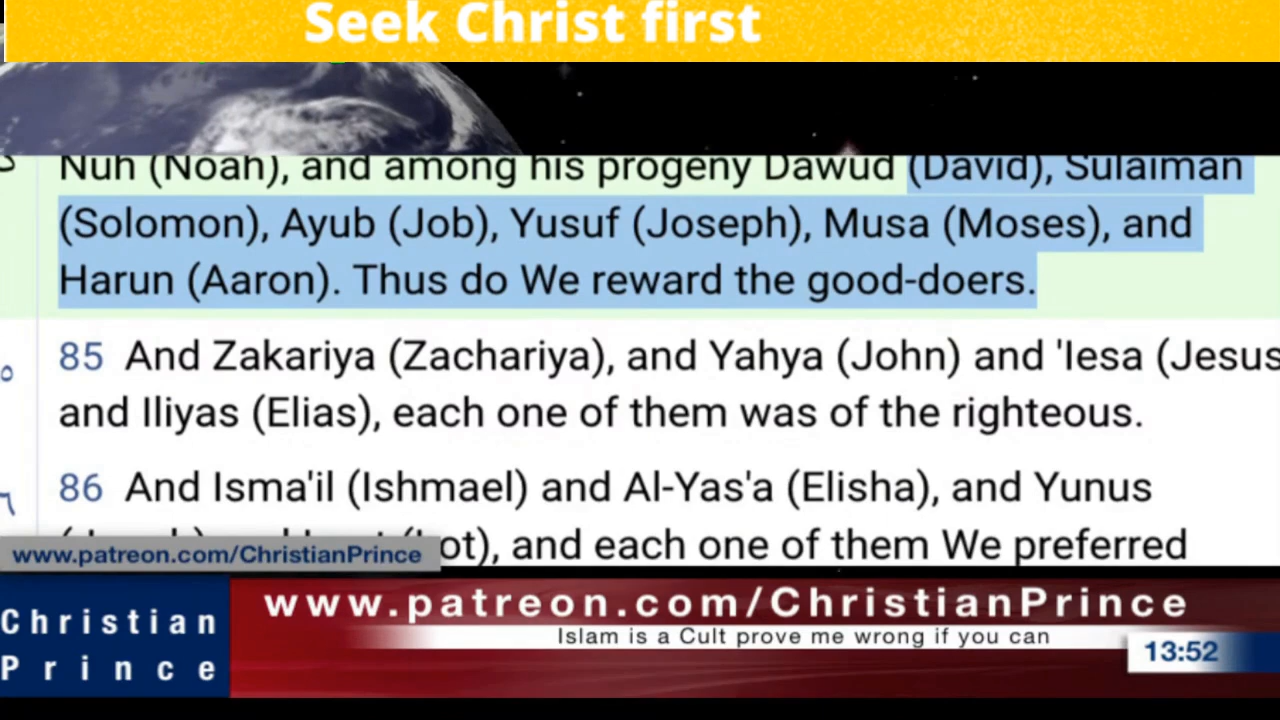 Seek Christ first
Nuh (Noah), and among his progeny Dawud (David), Sulaiman
(Solomon), Ayub (Job), Yusuf (Joseph), Musa (Moses), and
Harun (Aaron). Thus do We reward the good-doers.
85 And Zakariya (Zachariya), and Yahya (John) and 'Iesa (Jesus
and Iliyas (Elias), each one of them was of the righteous.
86 And Isma'il (Ishmael) and Al-Yas'a (Elisha), and Yunus
and each one of them We preferred
www.patreon.com/ChristianPrince
Christian
Prince
www.patreon.com/ChristianPrince
Islam is a Cult prove me wrong if you can
13:52